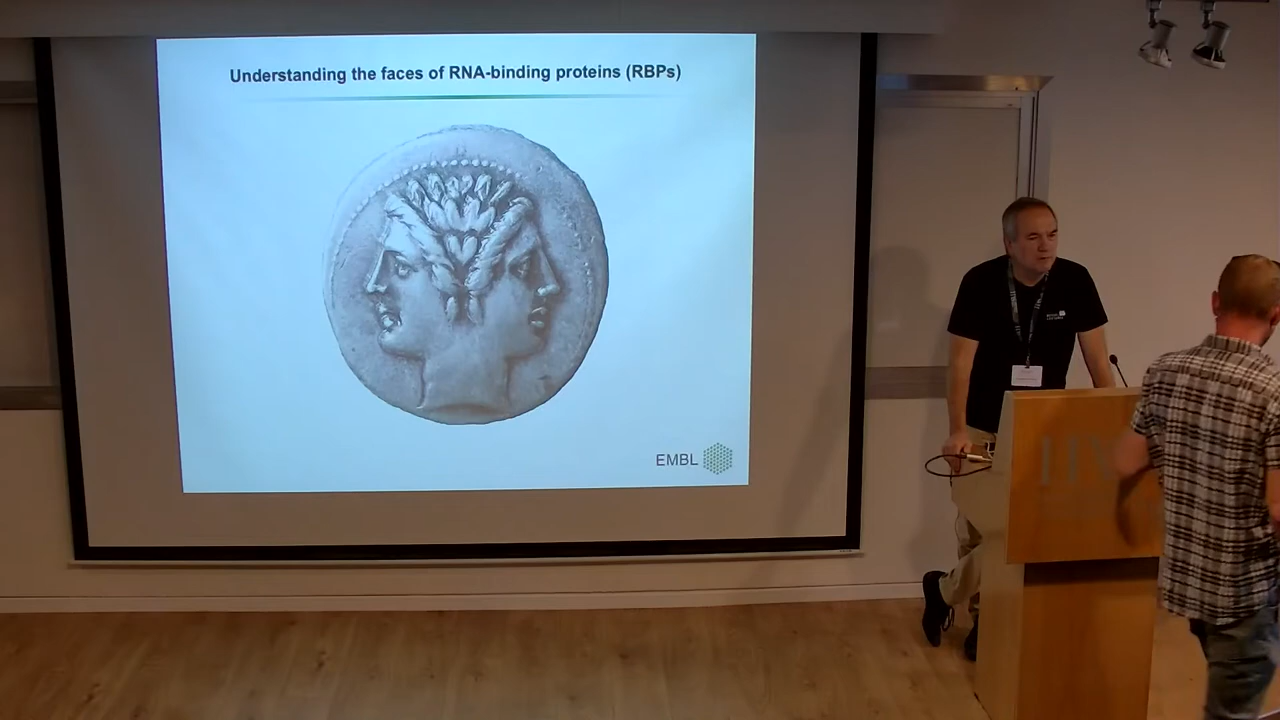 Understanding the faces of RNA-binding proteins (RBPs)
EMBL